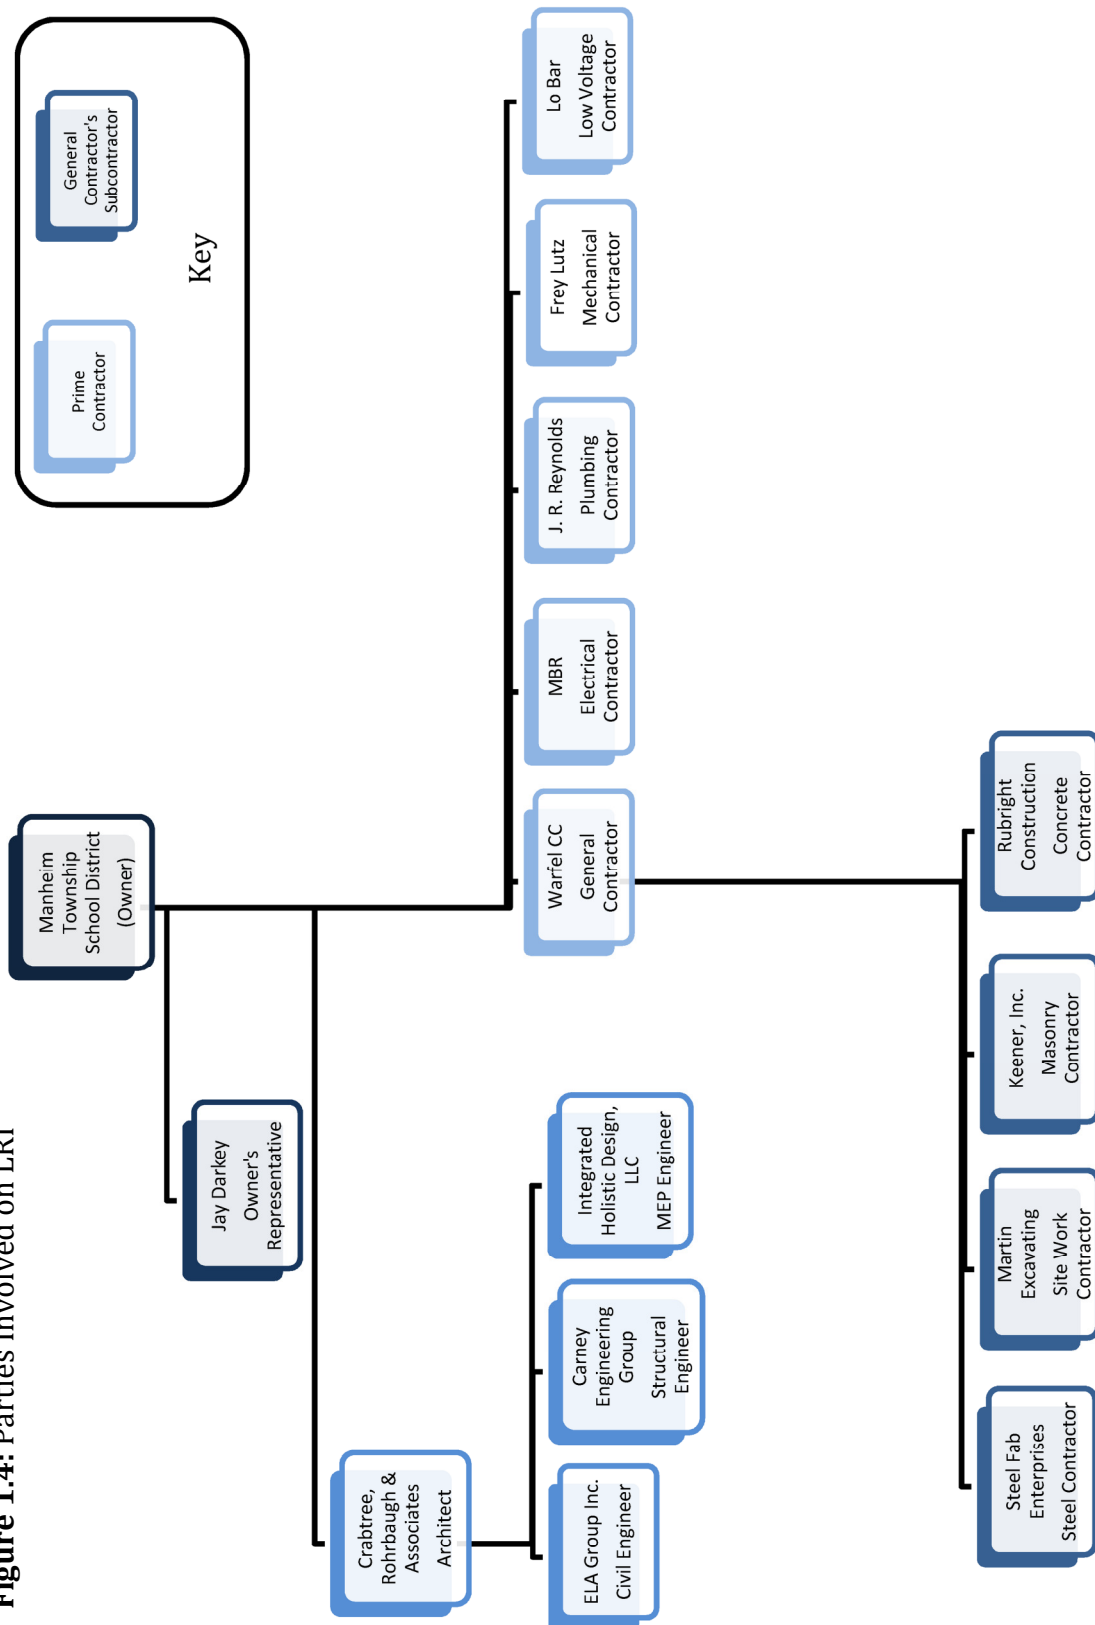 Figure 1.4: Parties Involved on LRI
Manheim
Township
School District
(Owner)
Jay Darkey
Owner's
Representative
Crabtree,
Rohrbaugh &
Associates
Architect
ELA Group Inc.
Civil Engineer
Carney
Engineering
Group
Structural
Engineer
Integrated
Holistic Design,
LLC
MEP Engineer
Warfel CC
General
Contractor
MBR
Electrical
Contractor
J. R. Reynolds
Plumbing
Contractor
Frey Lutz
Mechanical
Contractor
Lo Bar
Low Voltage
Contractor
Steel Fab
Enterprises
Steel Contractor
Martin
Excavating
Site Work
Contractor
Keener, Inc.
Masonry
Contractor
Rubright
Construction
Concrete
Contractor
Prime
Contractor
General
Contractor's
Subcontractor
Key